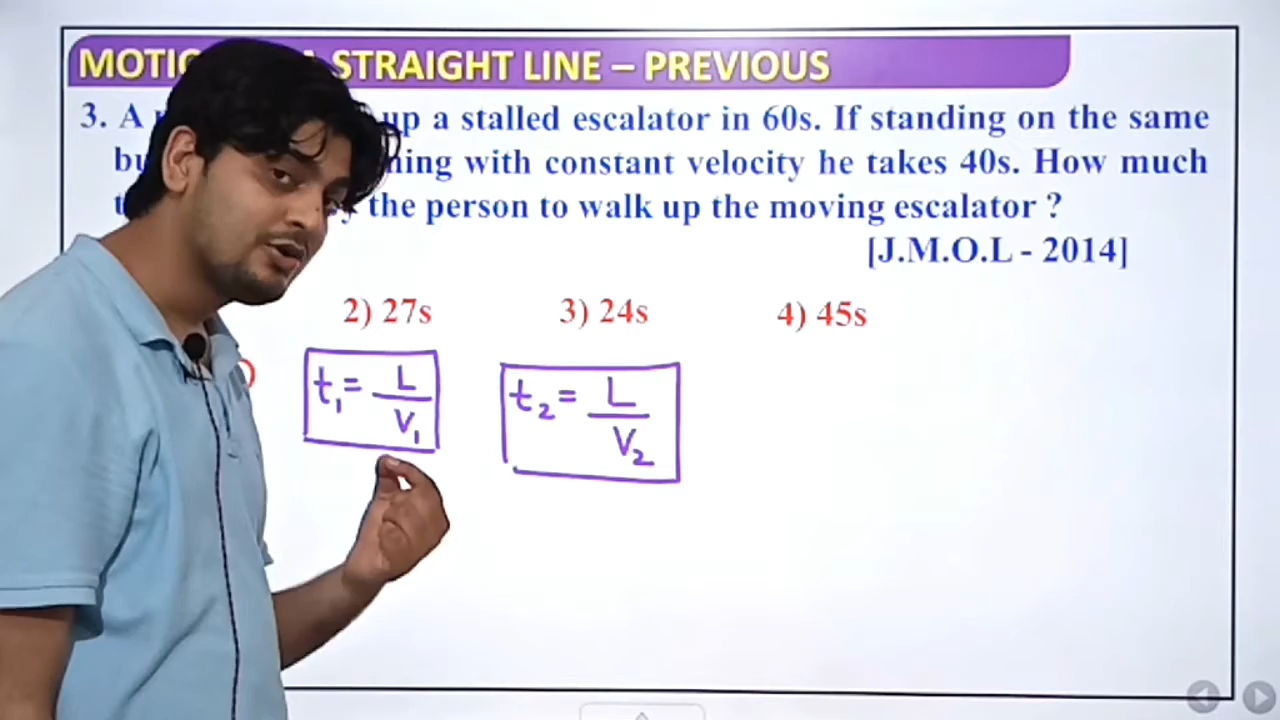 MOTIO A STRAIGHT LINE – PREVIOUS
3. A up a stalled escalator in 60s. If standing on the same
bu ning with constant velocity he takes 40s. How much
t by the person to walk up the moving escalator ?
[J.M.O.L - 2014]
2) 27s 3) 24s 4) 45s
t₁ = L / V₁ t₂ = L / V₂